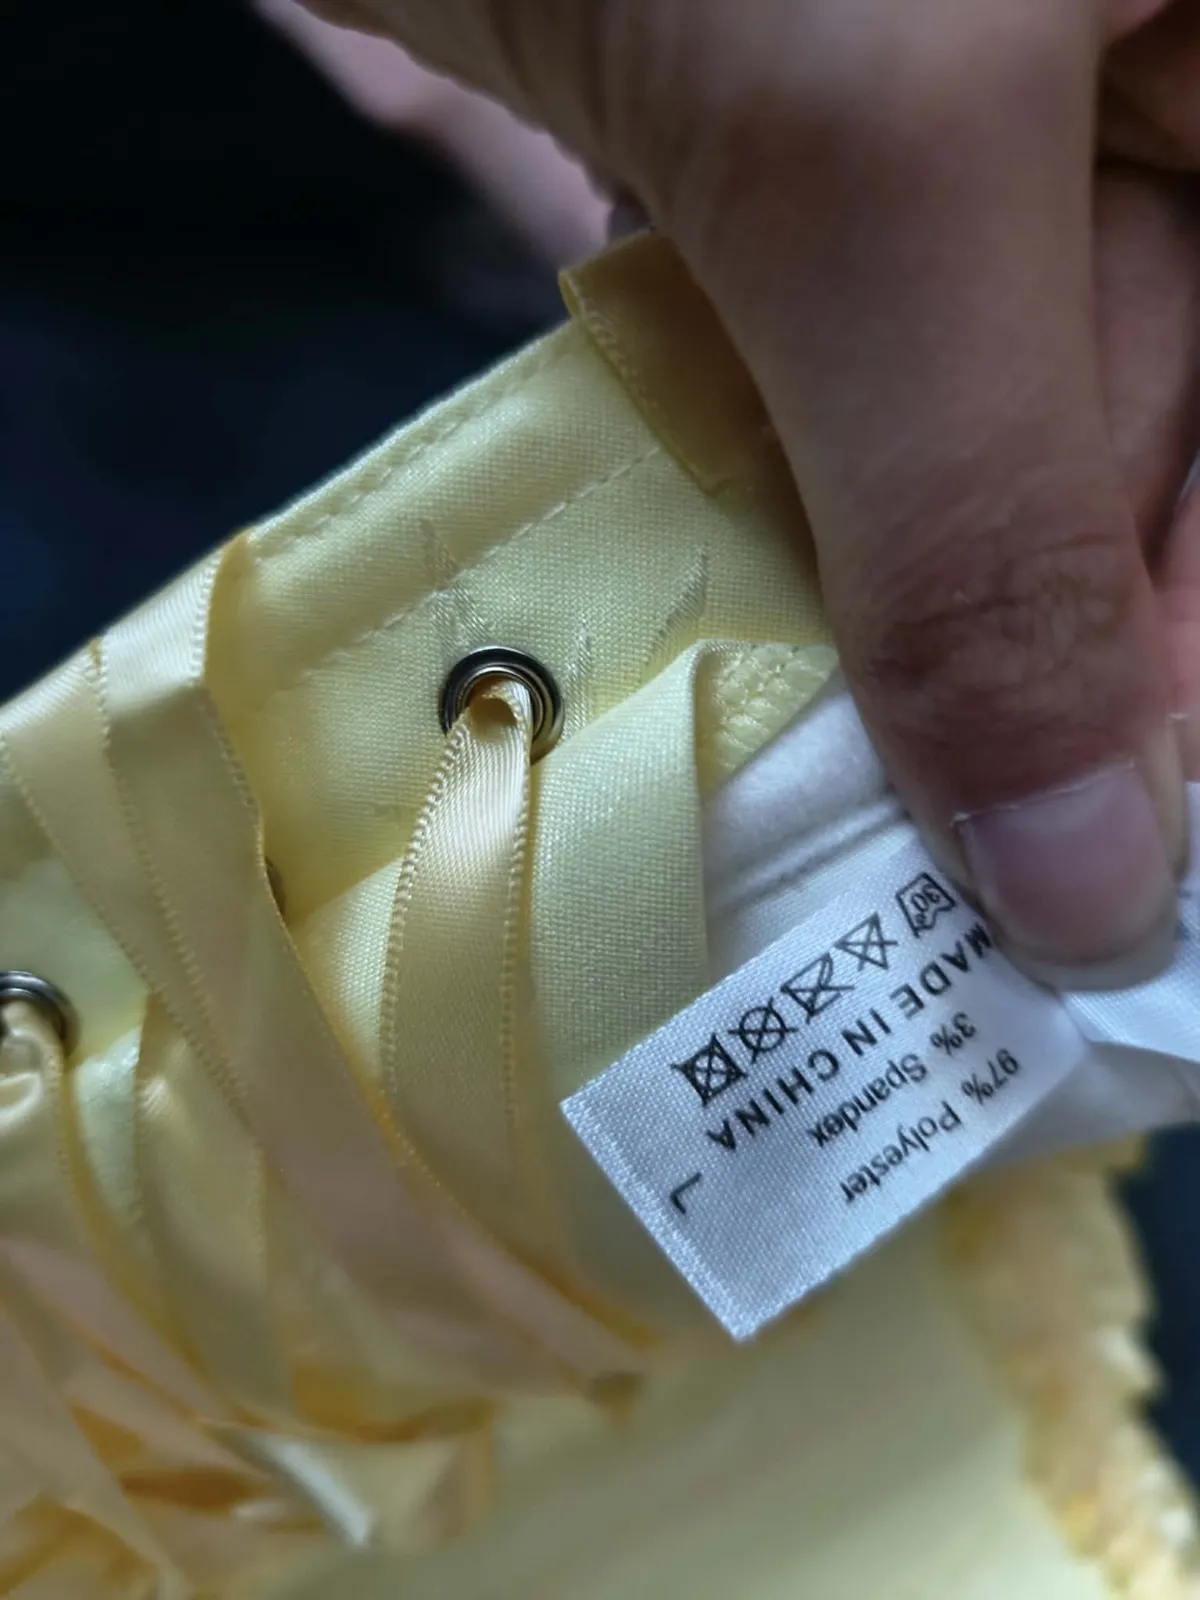 97% Polyester
3% Spandex
MADE IN CHINA
30°
L